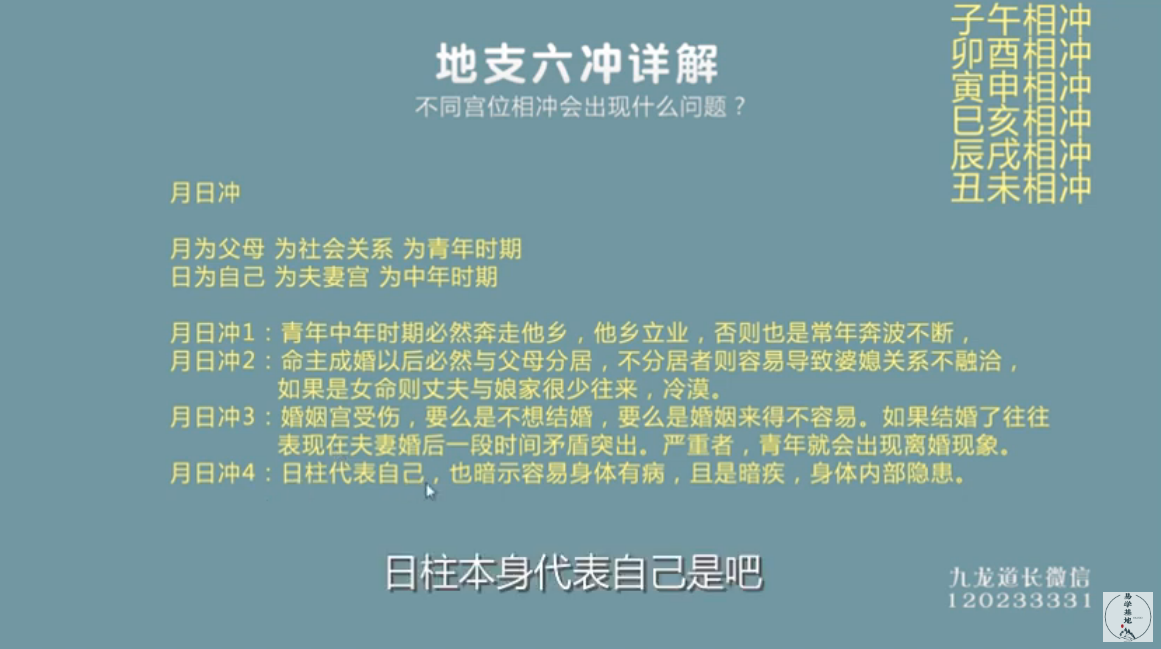 地支六冲详解
不同宫位相冲会出现什么问题？
子午相冲
卯酉相冲
寅申相冲
巳亥相冲
辰戌相冲
丑未相冲
月日冲
月为父母 为社会关系 为青年时期
日为自己 为夫妻宫 为中年时期
月日冲1：青年中年时期必然奔走他乡，他乡立业，否则也是常年奔波不断，
月日冲2：命主成婚以后必然与父母分居，不分居者则容易导致婆媳关系不融洽，
如果是女命则丈夫与娘家很少往来，冷漠。
月日冲3：婚姻宫受伤，要么是不想结婚，要么是婚姻来得不容易。如果结婚了往往
表现在夫妻婚后一段时间矛盾突出。严重者，青年就会出现离婚现象。
月日冲4：日柱代表自己，也暗示容易身体有病，且是暗疾，身体内部隐患。
日柱本身代表自己是吧
九龙道长微信
120233331
易学基地